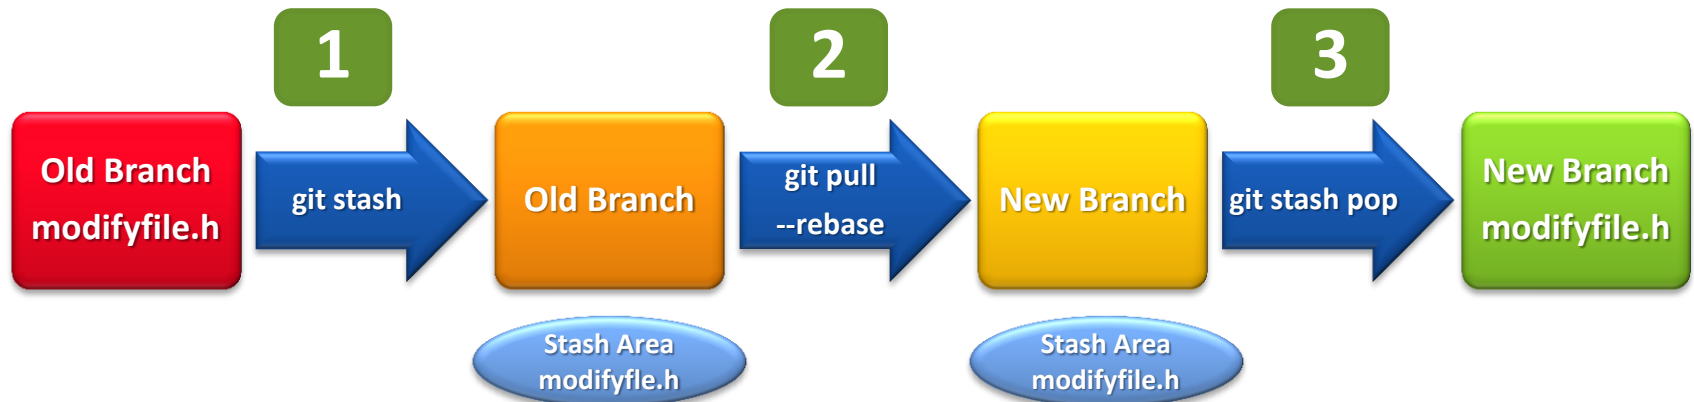 1
2
3
Old Branch
modifyfile.h
git stash
Old Branch
git pull
--rebase
New Branch
git stash pop
New Branch
modifyfile.h
Stash Area
modifyfle.h
Stash Area
modifyfile.h